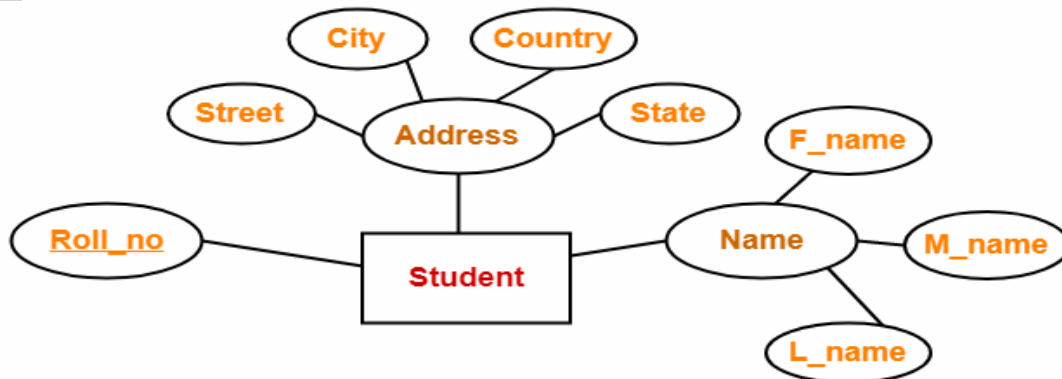 City
Country
Street
Address
State
F_name
Roll_no
Name
M_name
Student
L_name